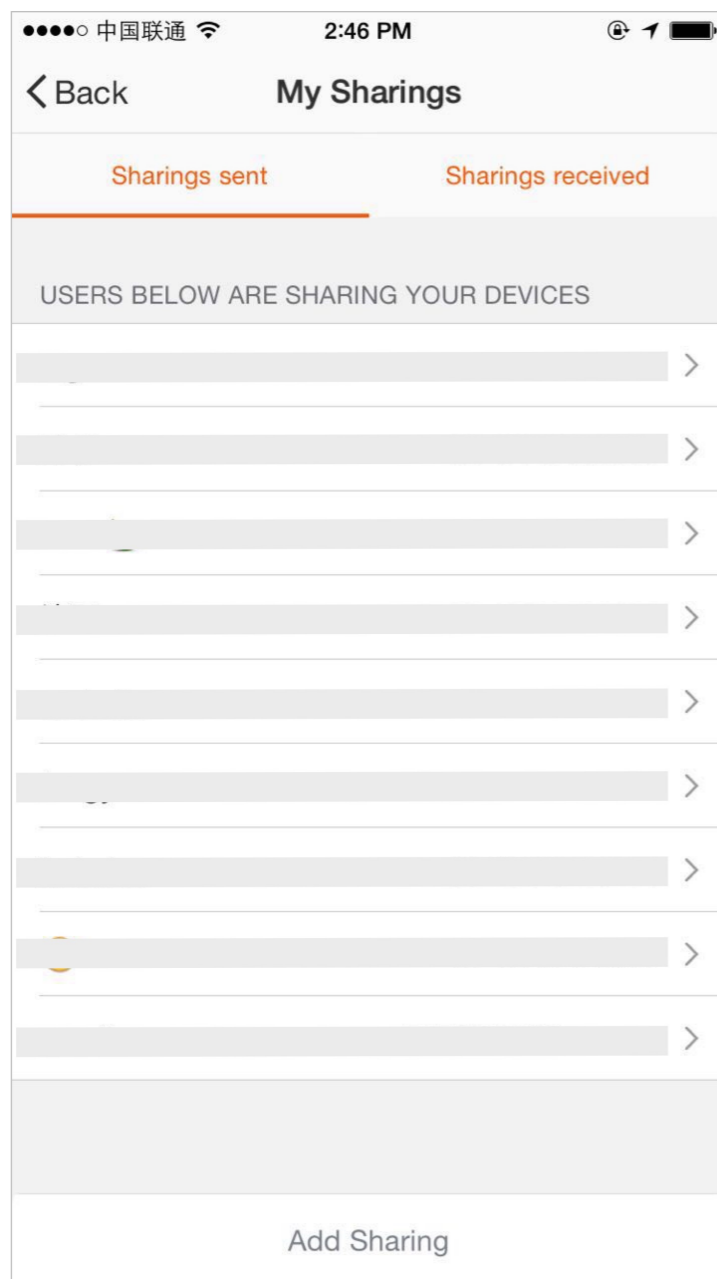 中国联通 2:46 PM
Back My Sharings
Sharings sent Sharings received
USERS BELOW ARE SHARING YOUR DEVICES
Add Sharing